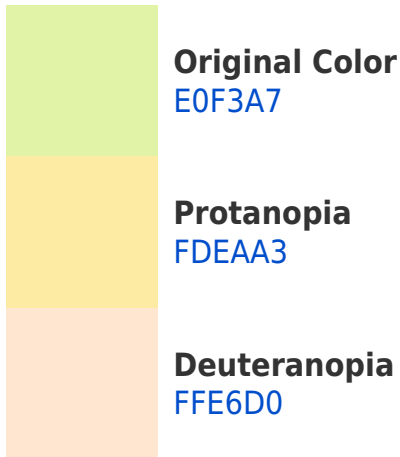 Original Color
E0F3A7
Protanopia
FDEAA3
Deuteranopia
FFE6D0